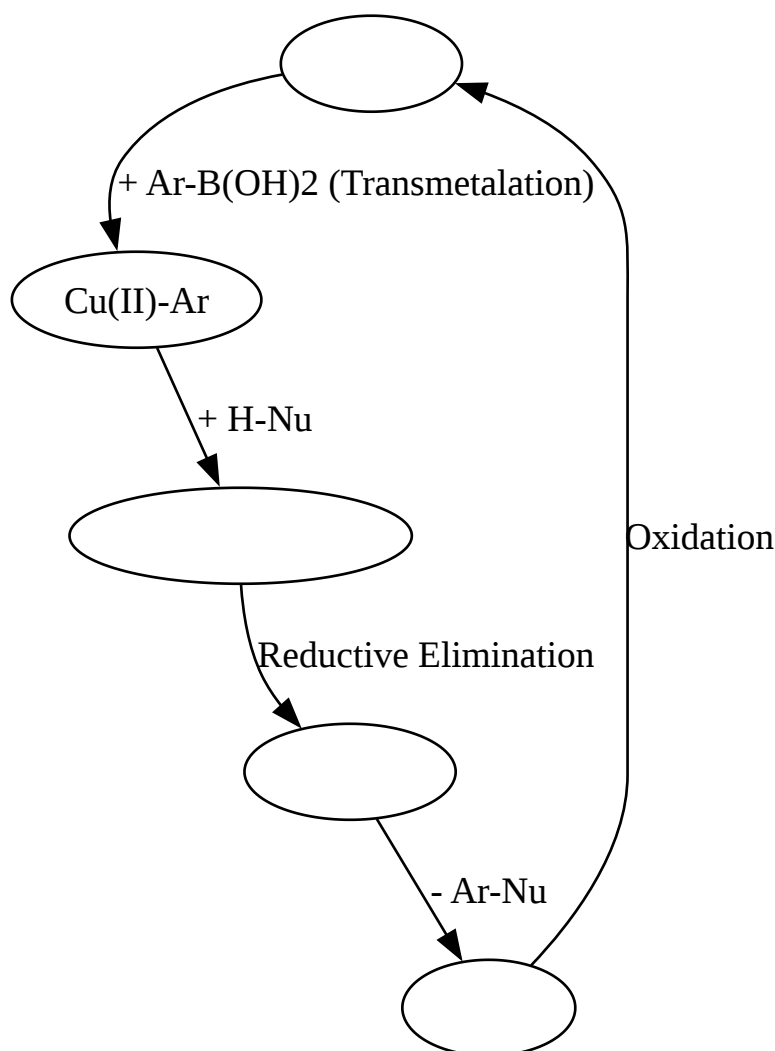 + Ar-B(OH)2 (Transmetalation)
Cu(II)-Ar
+ H-Nu
Oxidation
Reductive Elimination
- Ar-Nu